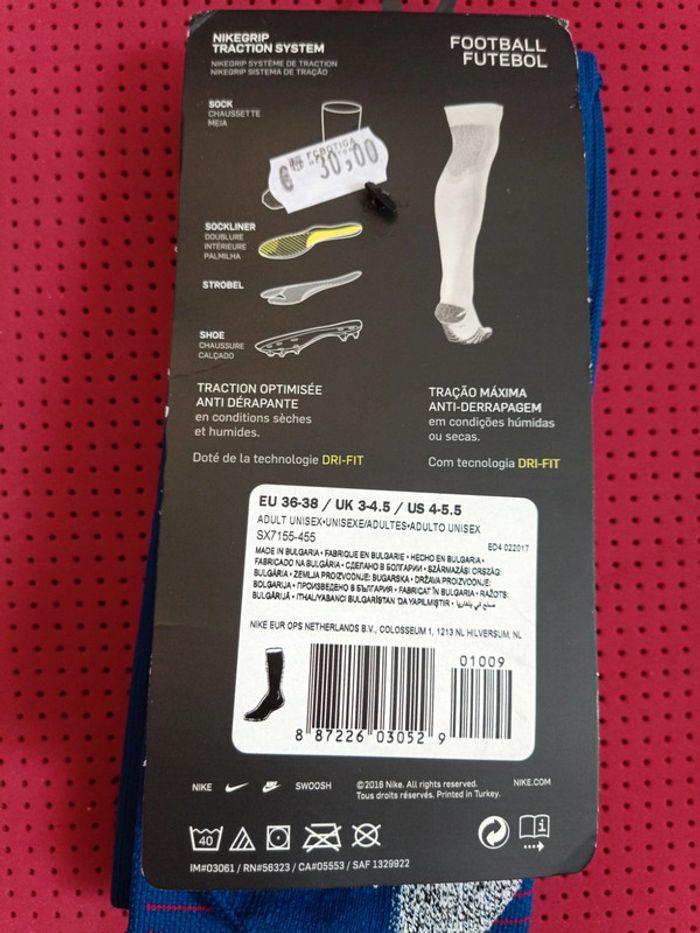 NIKEGRIP
TRACTION SYSTEM
NIKEGRIP SYSTÈME DE TRACTION
NIKEGRIP SISTEMA DE TRAÇÃO
FOOTBALL
FUTEBOL
SOCK
CHAUSSETTE
MEIA
FCBOTIGA
€ 30,00
SOCKLINER
DOUBLURE
INTÉRIEURE
PALMILHA
STROBEL
SHOE
CHAUSSURE
CALÇADO
TRACTION OPTIMISÉE
ANTI DÉRAPANTE
en conditions sèches
et humides.
Doté de la technologie DRI-FIT
TRAÇÃO MÁXIMA
ANTI-DERRAPAGEM
em condições húmidas
ou secas.
Com tecnologia DRI-FIT
EU 36-38 / UK 3-4.5 / US 4-5.5
ADULT UNISEX•UNISEXE/ADULTES•ADULTO UNISEX
SX7155-455
ED4 022017
MADE IN BULGARIA • FABRIQUE EN BULGARIE • HECHO EN BULGARIA •
FABRICADO NA BULGÁRIA • СДЕЛАНО В БОЛГАРИИ • SZÁRMAZÁSI ORSZÁG:
BULGÁRIA • ZEMLJA PROIZVODNJE: BUGARSKA • DRŽAVA PROIZVODNJE:
BOLGARIJA • ПРОИЗВЕДЕНО В БЪЛГАРИЯ • FABRICAT ÎN BULGARIA • RAŽOTS:
BULGĀRIJĀ • ITHALIYABANCI BULGARİSTAN 'DA YAPILMIŞTIR • صنع في بلغاريا
NIKE EUR OPS NETHERLANDS B.V., COLOSSEUM 1, 1213 NL HILVERSUM, NL
01009
8 87226 03052 9
NIKE SWOOSH
©2016 Nike. All rights reserved.
Tous droits réservés. Printed in Turkey.
NIKE.COM
40
IM#03061 / RN#56323 / CA#05553 / SAF 1329922